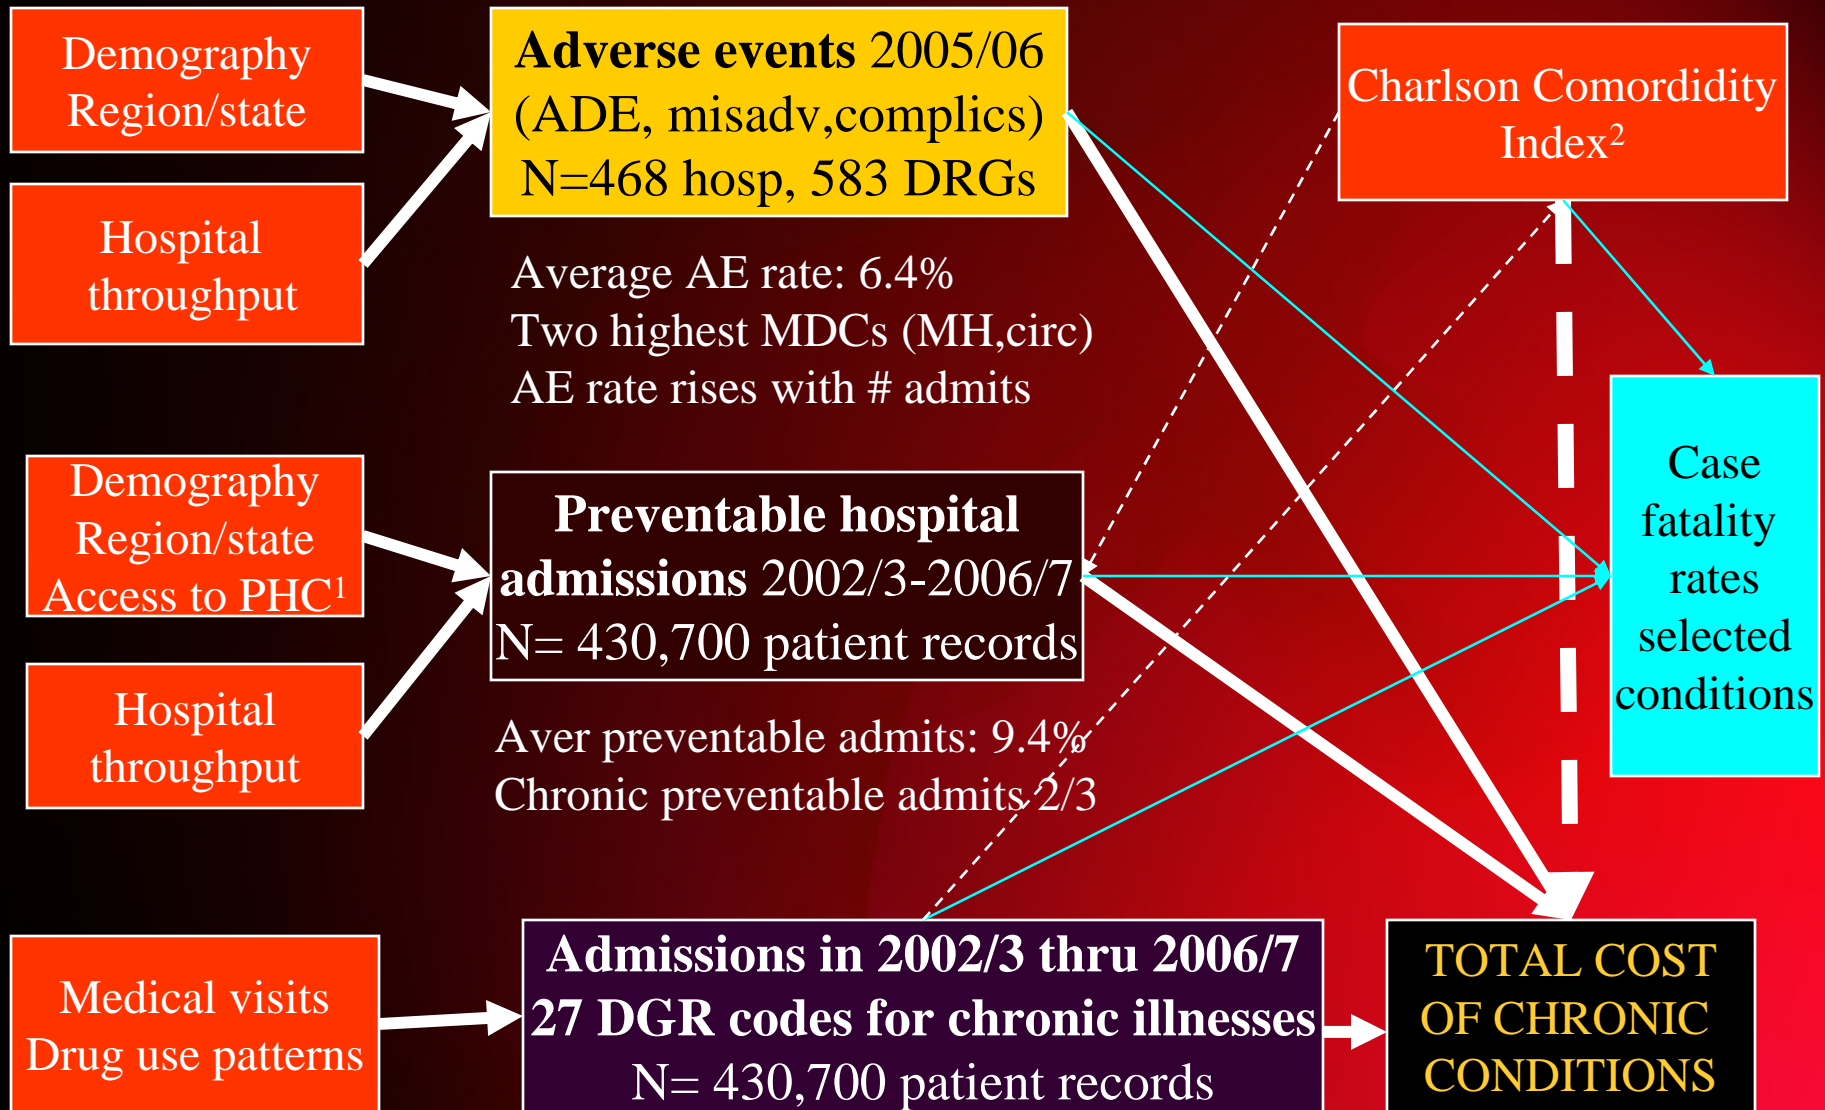 Demography
Region/state
Hospital
throughput
Adverse events 2005/06
(ADE, misadv,complics)
N=468 hosp, 583 DRGs
Average AE rate: 6.4%
Two highest MDCs (MH,circ)
AE rate rises with # admits
Charlson Comordidity
Index²
Demography
Region/state
Access to PHC¹
Hospital
throughput
Preventable hospital
admissions 2002/3-2006/7
N= 430,700 patient records
Aver preventable admits: 9.4%
Chronic preventable admits 2/3
Case
fatality
rates
selected
conditions
Medical visits
Drug use patterns
Admissions in 2002/3 thru 2006/7
27 DGR codes for chronic illnesses
N= 430,700 patient records
TOTAL COST
OF CHRONIC
CONDITIONS